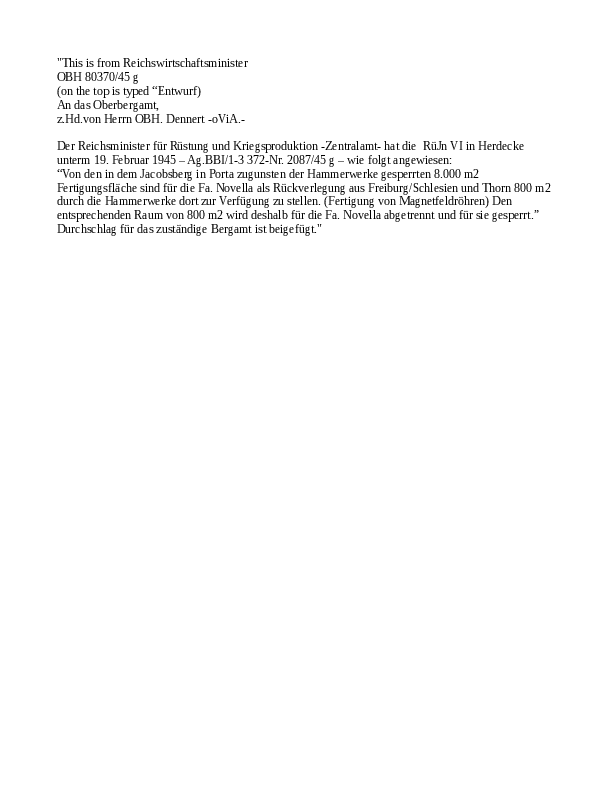 "This is from Reichswirtschaftsminister
OBH 80370/45 g
(on the top is typed “Entwurf)
An das Oberbergamt,
z.Hd.von Herrn OBH. Dennert -oViA.-
Der Reichsminister für Rüstung und Kriegsproduktion -Zentralamt- hat die RüJn VI in Herdecke
unterm 19. Februar 1945 – Ag.BBI/1-3 372-Nr. 2087/45 g – wie folgt angewiesen:
“Von den in dem Jacobsberg in Porta zugunsten der Hammerwerke gesperrten 8.000 m2
Fertigungsfläche sind für die Fa. Novella als Rückverlegung aus Freiburg/Schlesien und Thorn 800 m2
durch die Hammerwerke dort zur Verfügung zu stellen. (Fertigung von Magnetfeldröhren) Den
entsprechenden Raum von 800 m2 wird deshalb für die Fa. Novella abgetrennt und für sie gesperrt.”
Durchschlag für das zuständige Bergamt ist beigefügt."